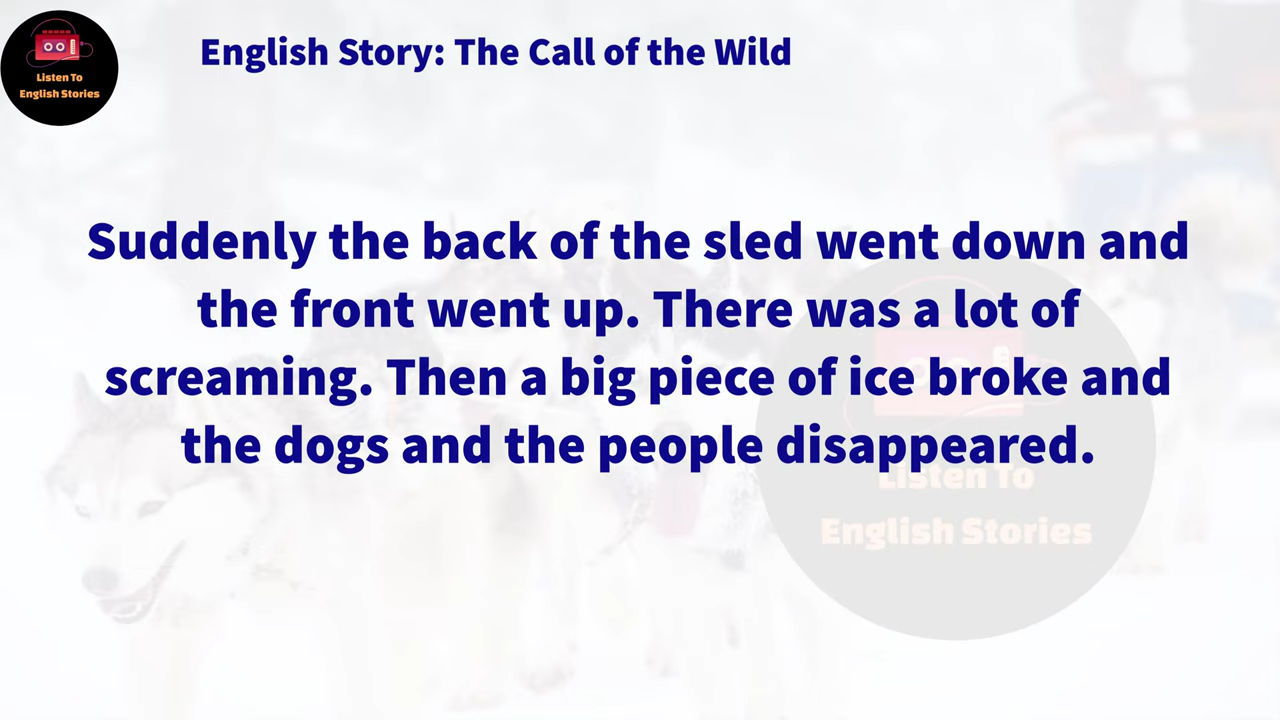 Listen To
English Stories
English Story: The Call of the Wild
Suddenly the back of the sled went down and
the front went up. There was a lot of
screaming. Then a big piece of ice broke and
the dogs and the people disappeared.
Listen To
English Stories